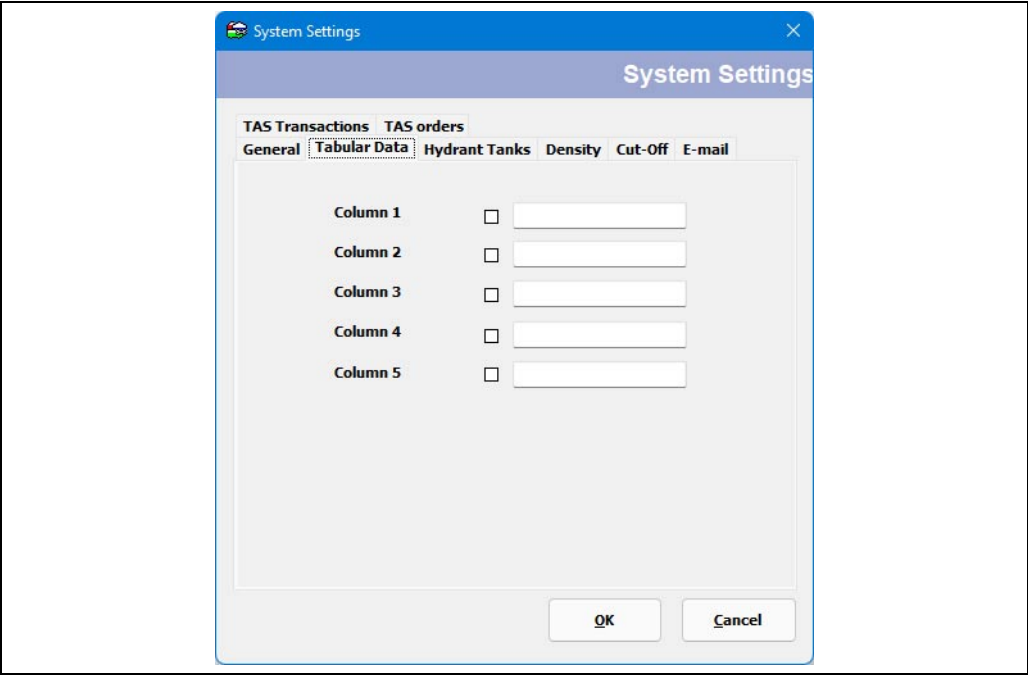 System Settings
System Settings
TAS Transactions TAS orders
General Tabular Data Hydrant Tanks Density Cut-Off E-mail
Column 1
Column 2
Column 3
Column 4
Column 5
OK Cancel